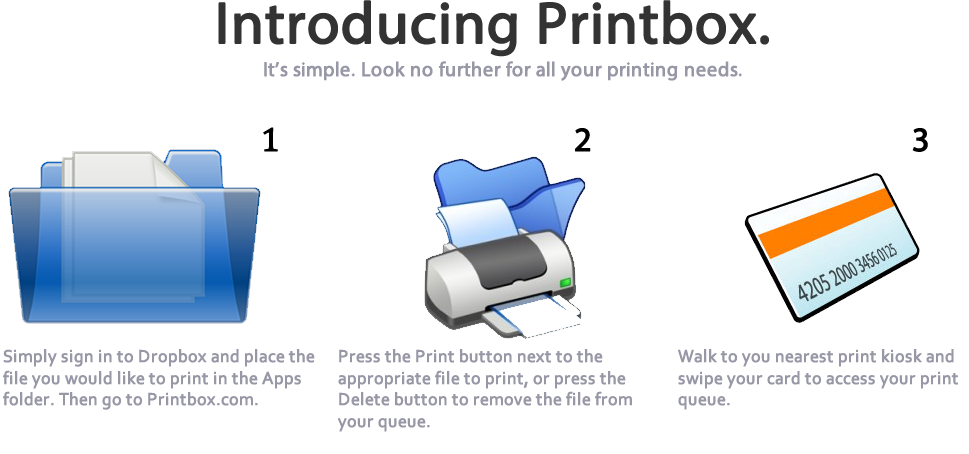 Introducing Printbox.
It's simple. Look no further for all your printing needs.
1
2
3
4205 2000 3456 0125
Simply sign in to Dropbox and place the
file you would like to print in the Apps
folder. Then go to Printbox.com.
Press the Print button next to the
appropriate file to print, or press the
Delete button to remove the file from
your queue.
Walk to you nearest print kiosk and
swipe your card to access your print
queue.